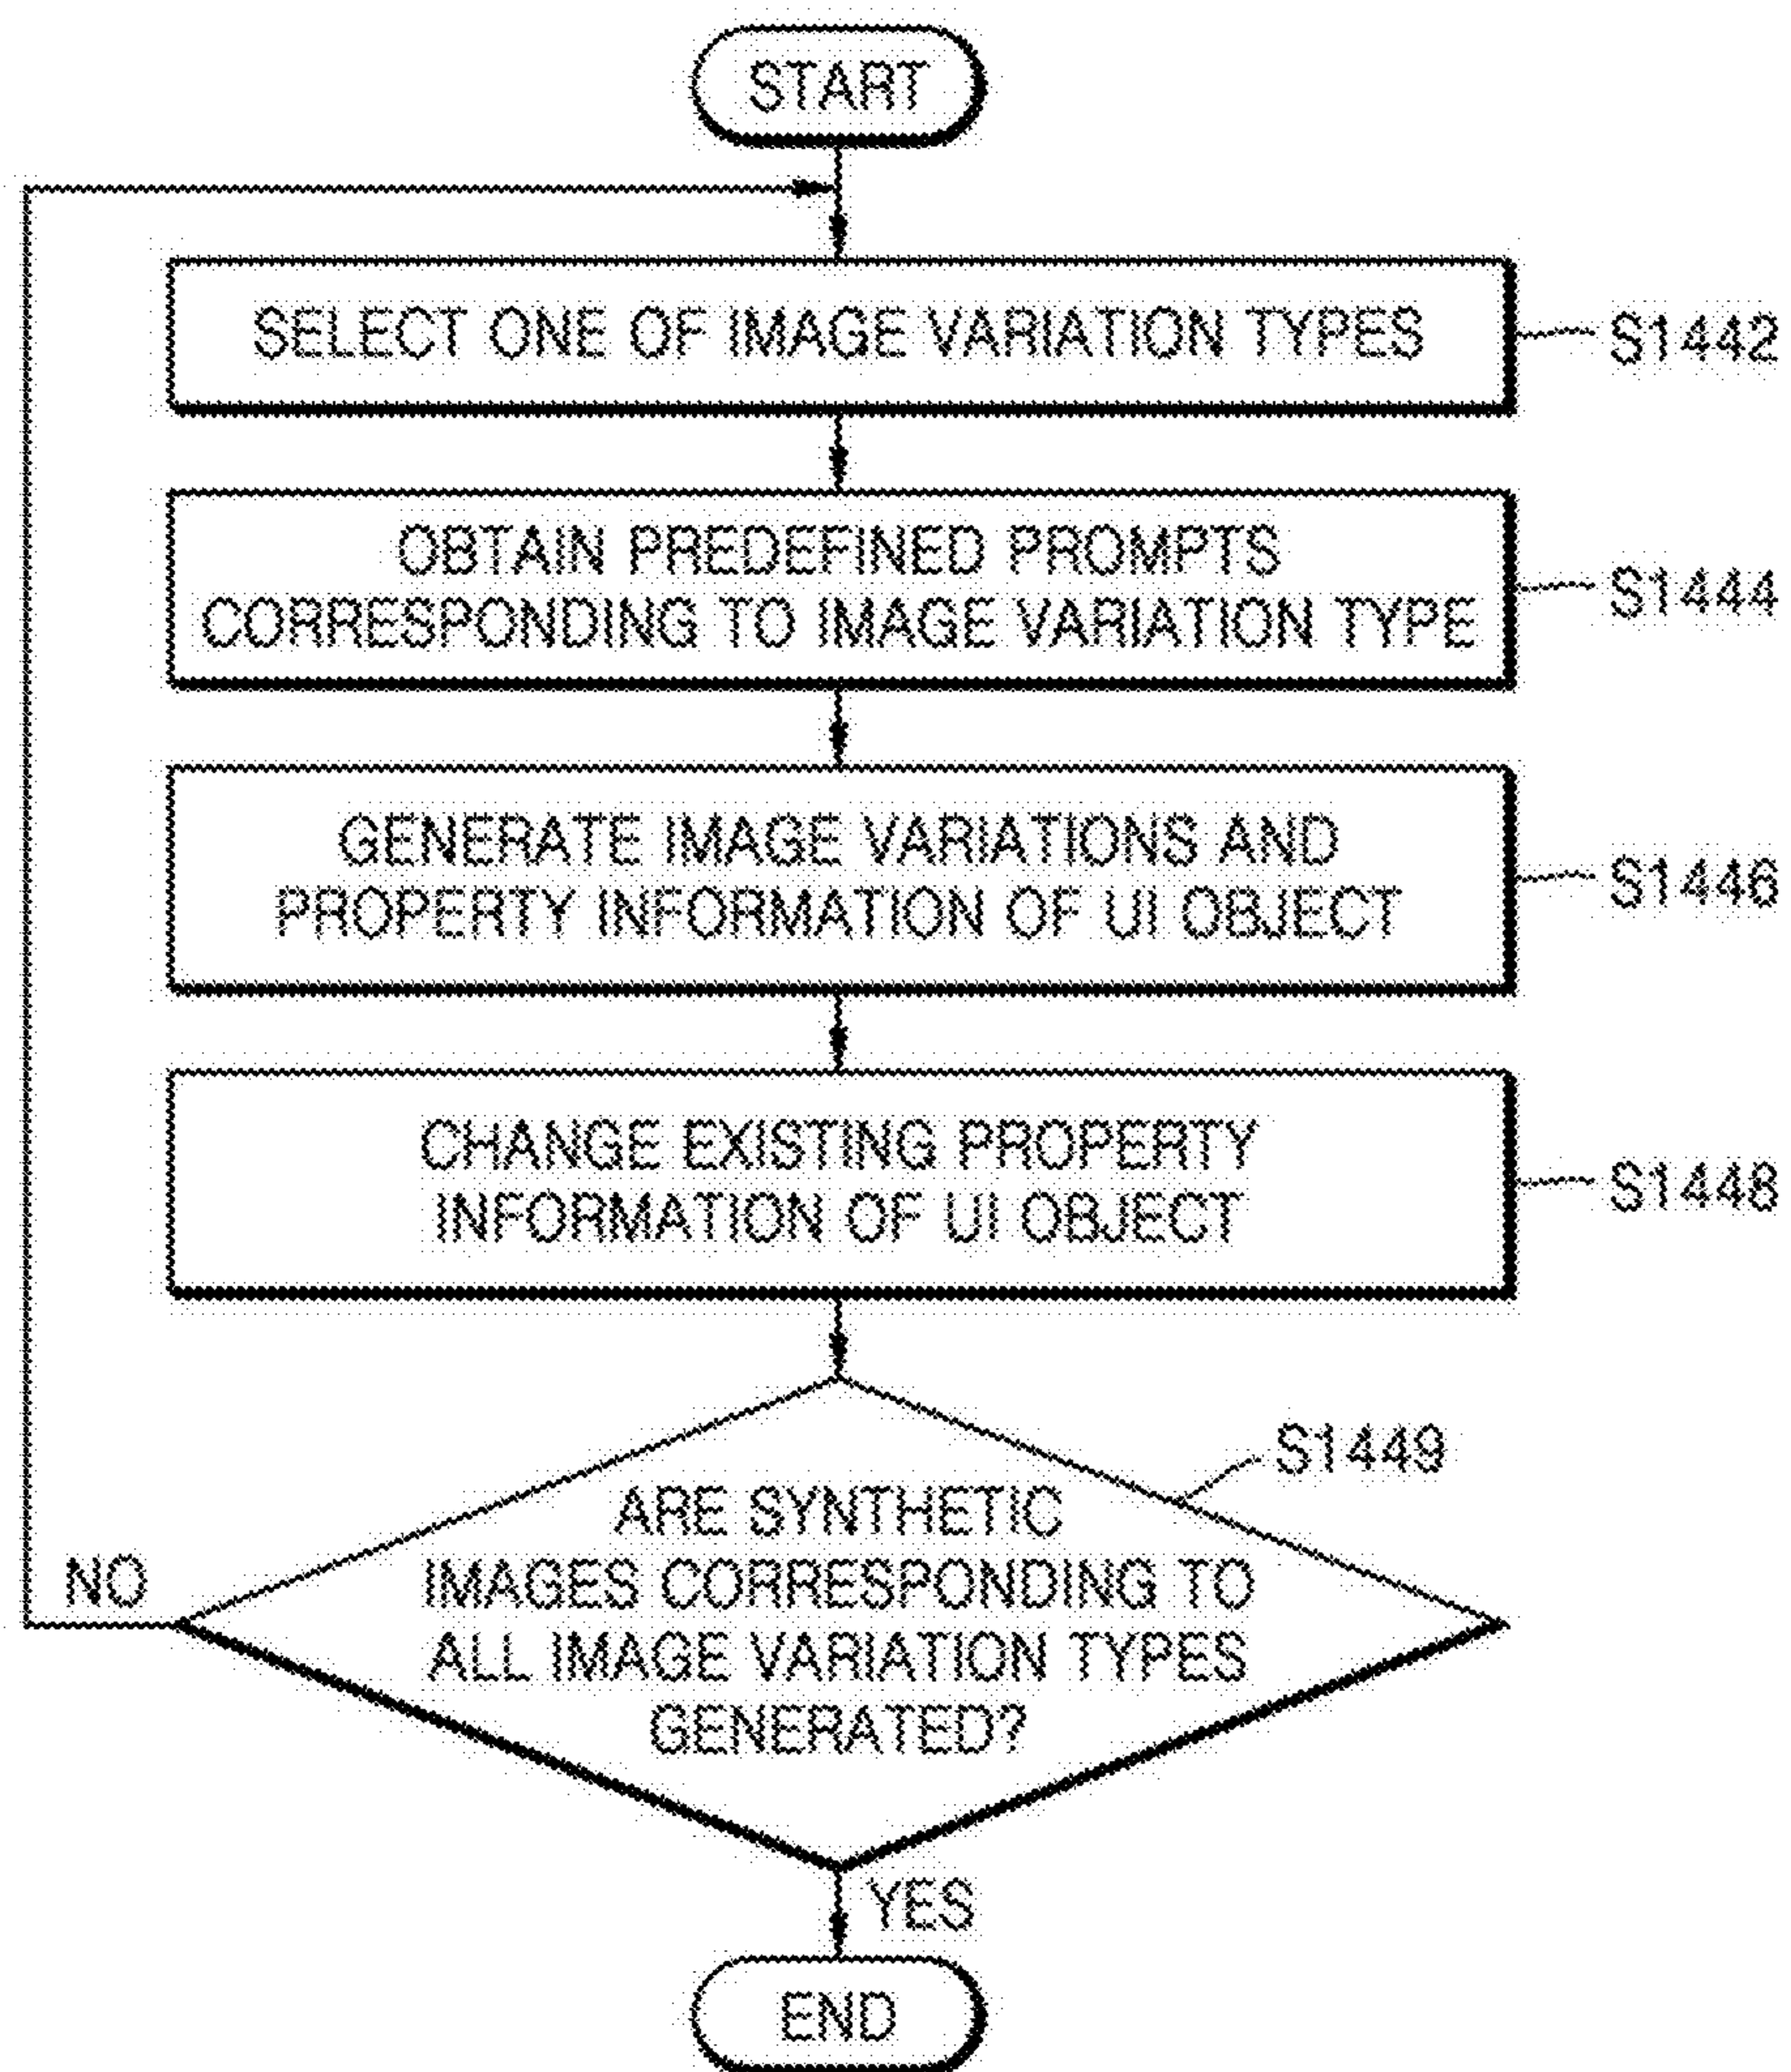 START
SELECT ONE OF IMAGE VARIATION TYPES
S1442
OBTAIN PREDEFINED PROMPTS
CORRESPONDING TO IMAGE VARIATION TYPE
S1444
GENERATE IMAGE VARIATIONS AND
PROPERTY INFORMATION OF UI OBJECT
S1446
CHANGE EXISTING PROPERTY
INFORMATION OF UI OBJECT
S1448
S1449
ARE SYNTHETIC
IMAGES CORRESPONDING TO
ALL IMAGE VARIATION TYPES
GENERATED?
NO
YES
END